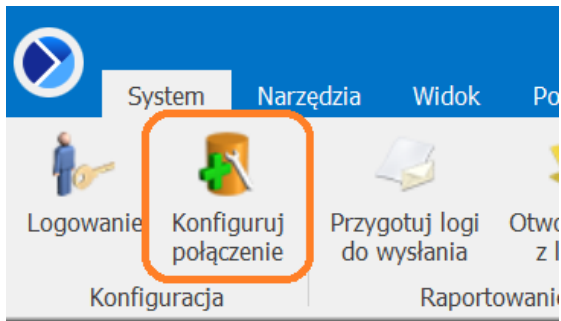 System Narzędzia Widok
Logowanie Konfiguruj połączenie Przygotuj logi do wysłania
Konfiguracja